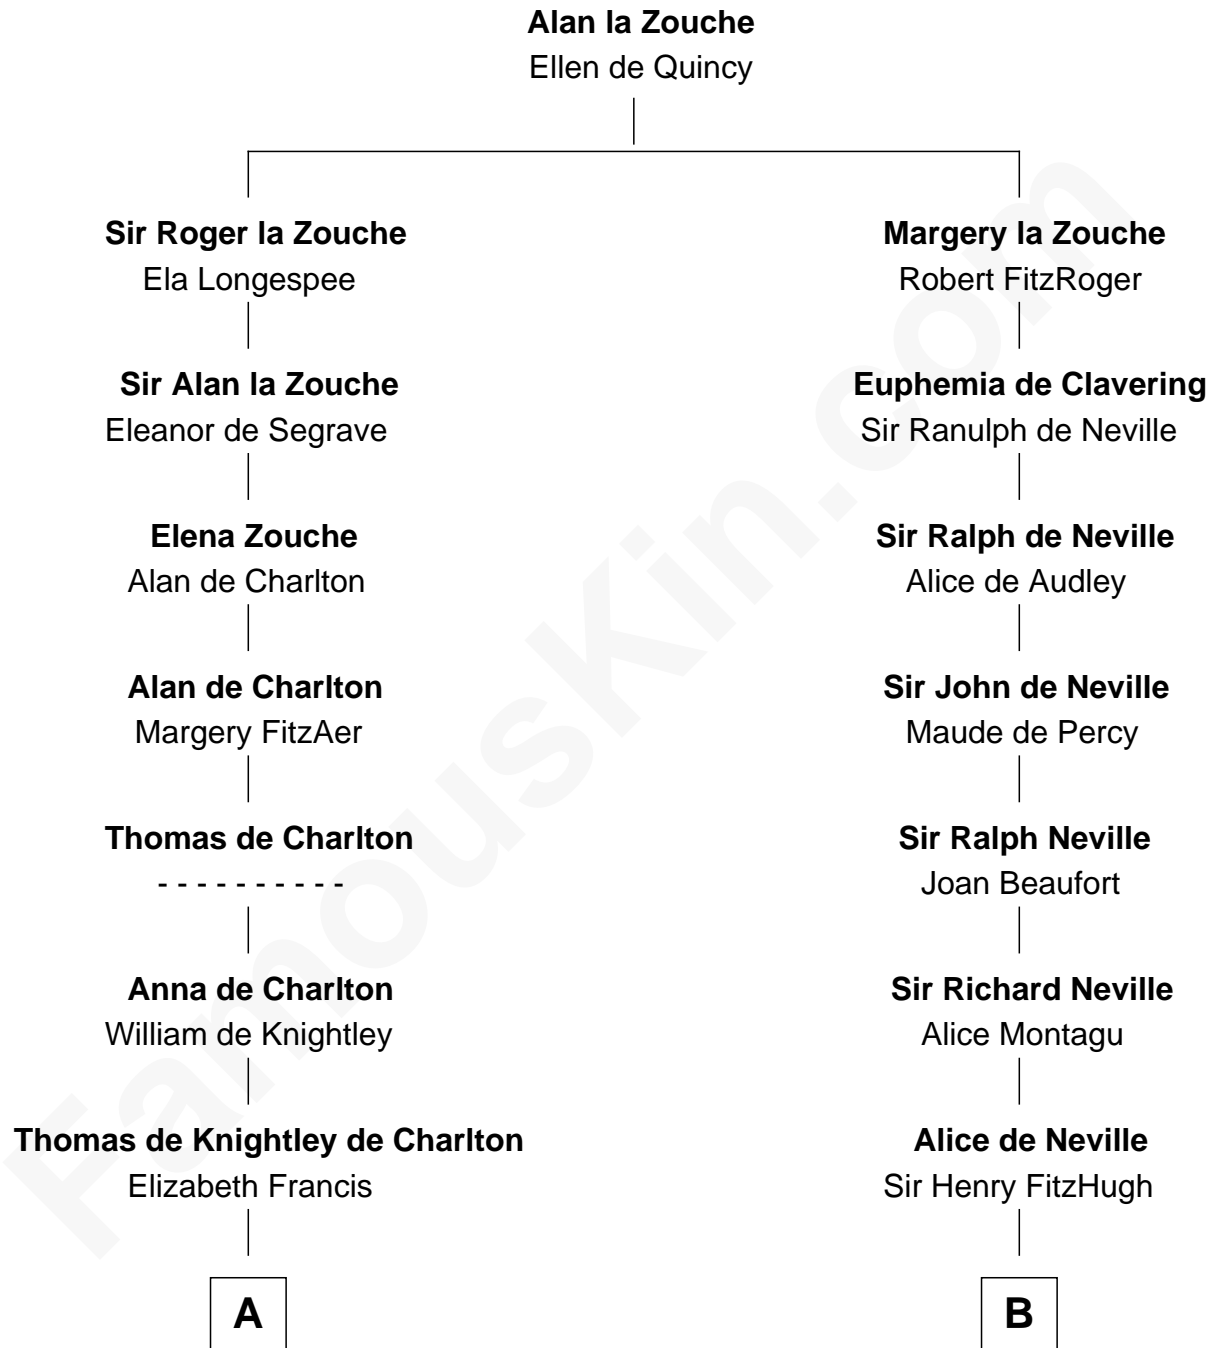 Alan la Zouche
Ellen de Quincy
Sir Roger la Zouche
Ela Longespee
Margery la Zouche
Robert FitzRoger
Sir Alan la Zouche
Eleanor de Segrave
Euphemia de Clavering
Sir Ranulph de Neville
Elena Zouche
Alan de Charlton
Sir Ralph de Neville
Alice de Audley
Alan de Charlton
Margery FitzAer
Sir John de Neville
Maude de Percy
Thomas de Charlton
- - - - - - - - - -
Sir Ralph Neville
Joan Beaufort
Anna de Charlton
William de Knightley
Sir Richard Neville
Alice Montagu
Thomas de Knightley de Charlton
Elizabeth Francis
Alice de Neville
Sir Henry FitzHugh
A
B
FamousKin.com